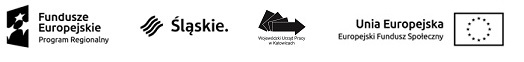 Fundusze
Europejskie
Program Regionalny
Śląskie.
Wojewódzki Urząd Pracy
w Katowicach
Unia Europejska
Europejski Fundusz Społeczny